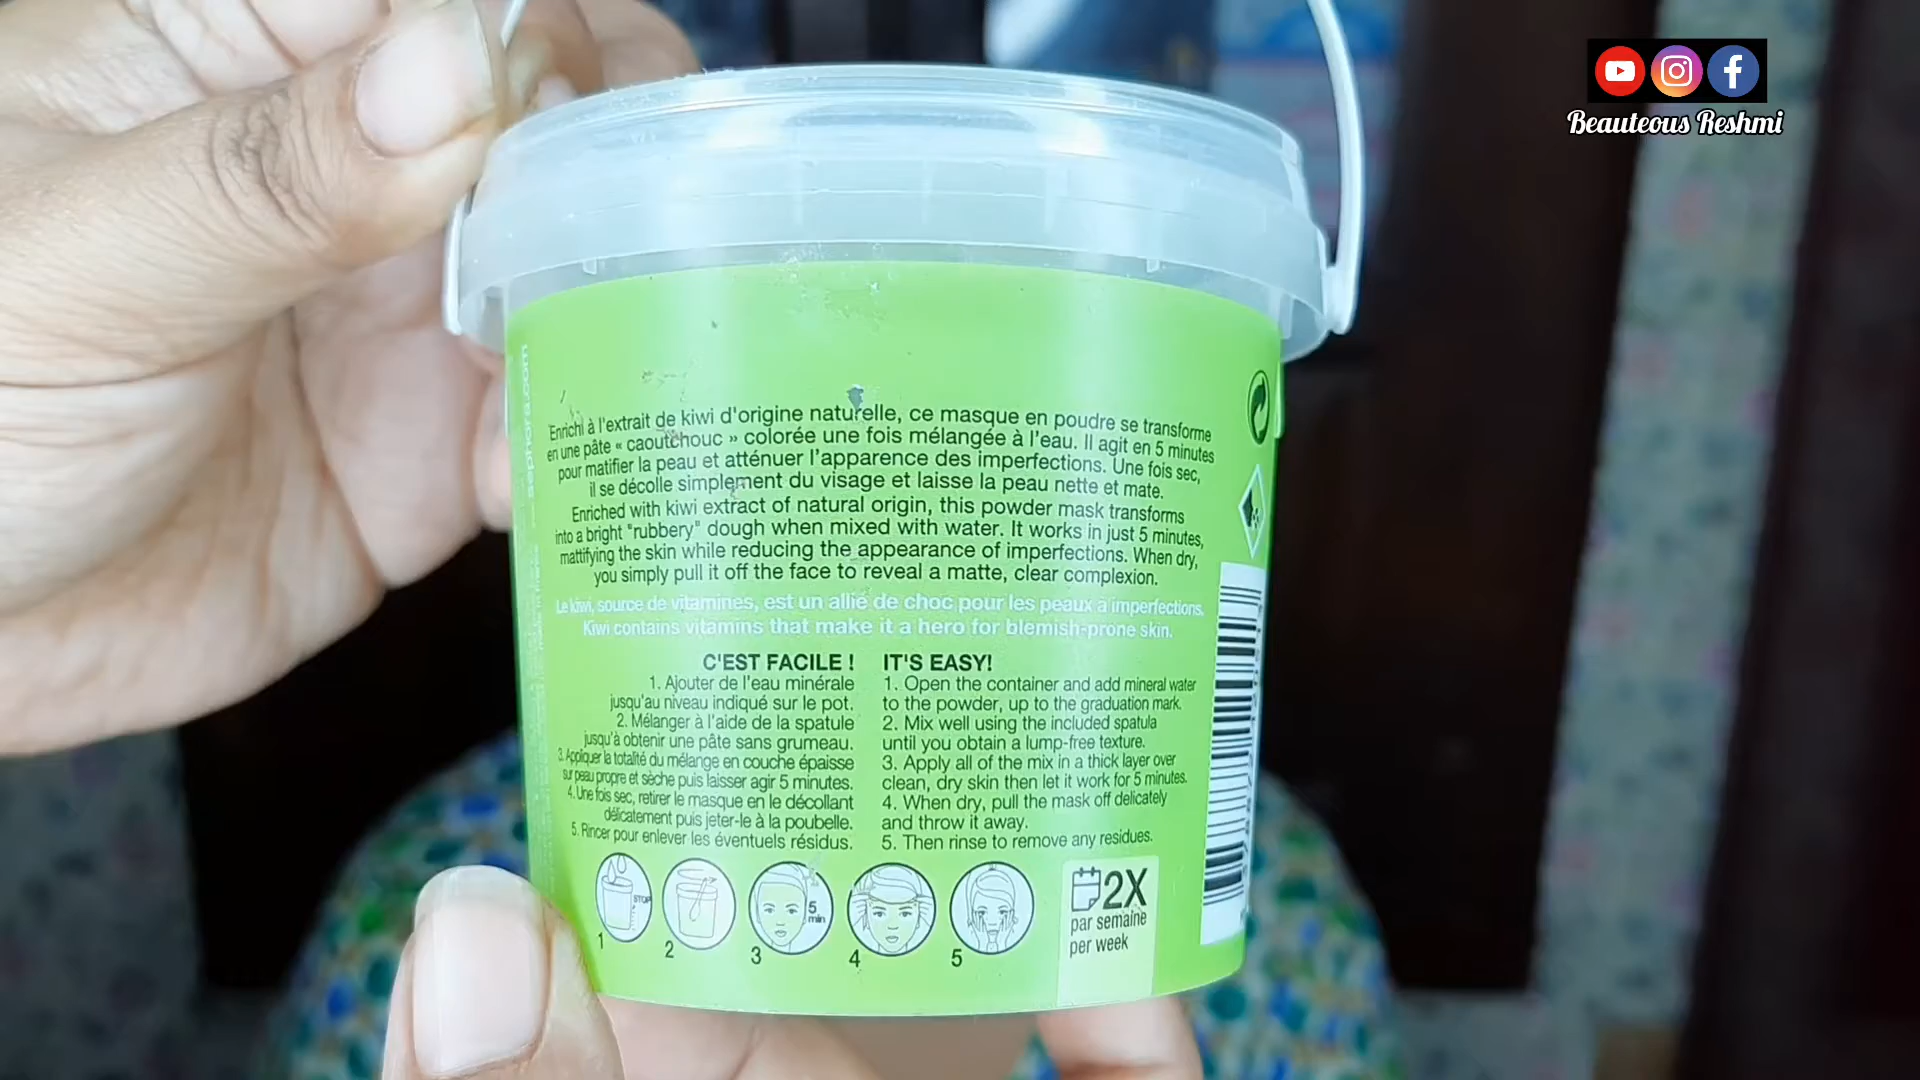 Beauteous Reshmi
sephora.com
Enrichi à l'extrait de kiwi d'origine naturelle, ce masque en poudre se transforme
en une pâte « caoutchouc » colorée une fois mélangée à l'eau. Il agit en 5 minutes
pour matifier la peau et atténuer l'apparence des imperfections. Une fois sec,
il se décolle simplement du visage et laisse la peau nette et mate.
Enriched with kiwi extract of natural origin, this powder mask transforms
into a bright "rubbery" dough when mixed with water. It works in just 5 minutes,
mattifying the skin while reducing the appearance of imperfections. When dry,
you simply pull it off the face to reveal a matte, clear complexion.
Le kiwi, source de vitamines, est un allié de choc pour les peaux à imperfections.
Kiwi contains vitamins that make it a hero for blemish-prone skin.
C'EST FACILE !
1. Ajouter de l'eau minérale
jusqu'au niveau indiqué sur le pot.
2. Mélanger à l'aide de la spatule
jusqu'à obtenir une pâte sans grumeau.
3. Appliquer la totalité du mélange en couche épaisse
sur peau propre et sèche puis laisser agir 5 minutes.
4. Une fois sec, retirer le masque en le décollant
délicatement puis jeter-le à la poubelle.
5. Rincer pour enlever les éventuels résidus.
IT'S EASY!
1. Open the container and add mineral water
to the powder, up to the graduation mark.
2. Mix well using the included spatula
until you obtain a lump-free texture.
3. Apply all of the mix in a thick layer over
clean, dry skin then let it work for 5 minutes.
4. When dry, pull the mask off delicately
and throw it away.
5. Then rinse to remove any residues.
STOP
5
min
1
2
3
4
5
2X
par semaine
per week